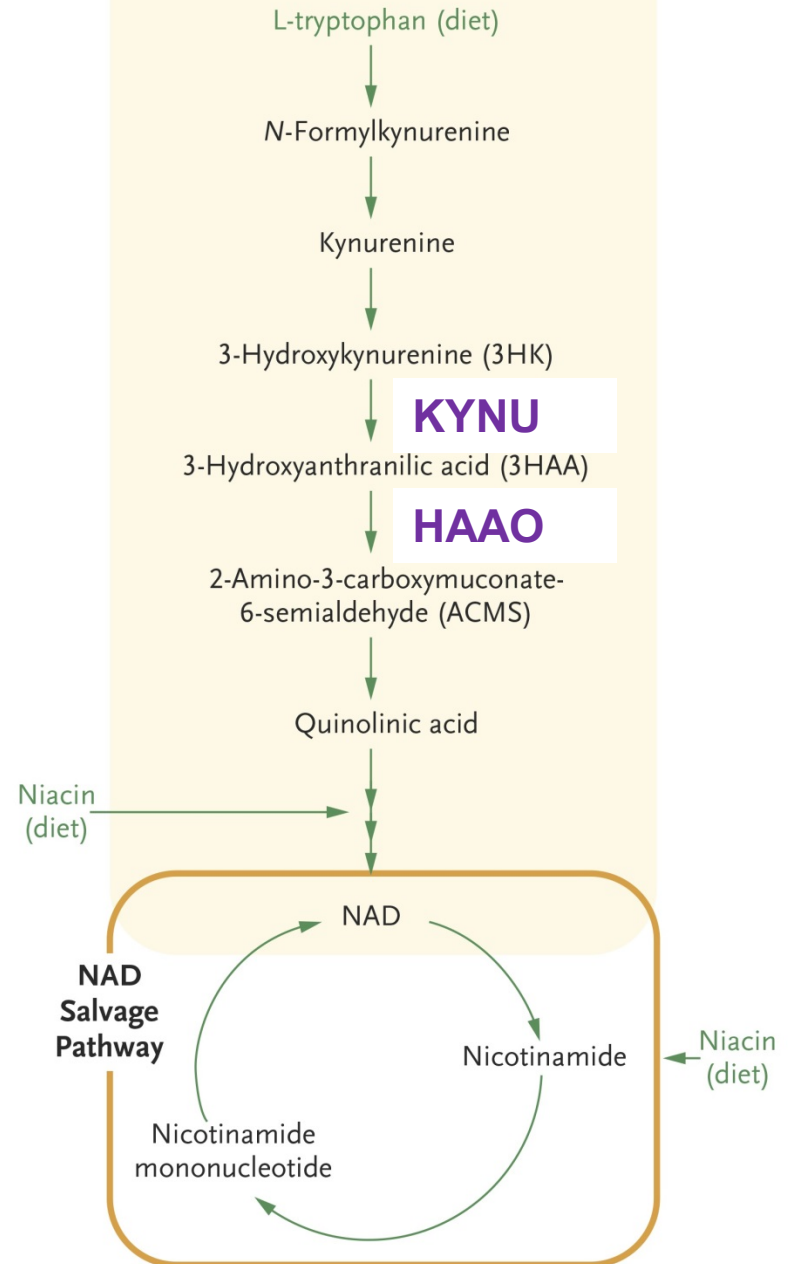 L-tryptophan (diet)
N-Formylkynurenine
Kynurenine
3-Hydroxykynurenine (3HK)
KYNU
3-Hydroxyanthranilic acid (3HAA)
HAAO
2-Amino-3-carboxymuconate-
6-semialdehyde (ACMS)
Quinolinic acid
Niacin
(diet)
NAD
NAD
Salvage
Pathway
Nicotinamide
Niacin
(diet)
Nicotinamide
mononucleotide